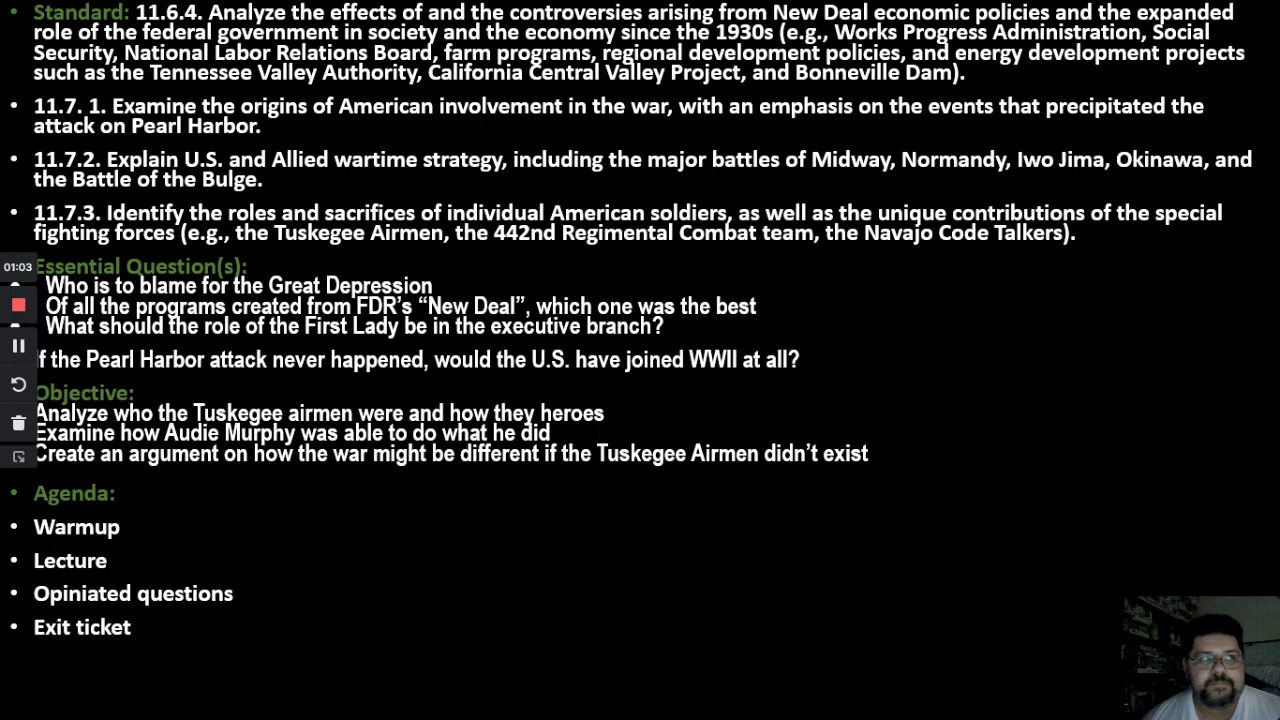 • Standard: 11.6.4. Analyze the effects of and the controversies arising from New Deal economic policies and the expanded
role of the federal government in society and the economy since the 1930s (e.g., Works Progress Administration, Social
Security, National Labor Relations Board, farm programs, regional development policies, and energy development projects
such as the Tennessee Valley Authority, California Central Valley Project, and Bonneville Dam).
• 11.7. 1. Examine the origins of American involvement in the war, with an emphasis on the events that precipitated the
attack on Pearl Harbor.
• 11.7.2. Explain U.S. and Allied wartime strategy, including the major battles of Midway, Normandy, Iwo Jima, Okinawa, and
the Battle of the Bulge.
• 11.7.3. Identify the roles and sacrifices of individual American soldiers, as well as the unique contributions of the special
fighting forces (e.g., the Tuskegee Airmen, the 442nd Regimental Combat team, the Navajo Code Talkers).
01:03
Essential Question(s):
Who is to blame for the Great Depression
Of all the programs created from FDR’s “New Deal”, which one was the best
What should the role of the First Lady be in the executive branch?
If the Pearl Harbor attack never happened, would the U.S. have joined WWII at all?
Objective:
Analyze who the Tuskegee airmen were and how they heroes
Examine how Audie Murphy was able to do what he did
Create an argument on how the war might be different if the Tuskegee Airmen didn’t exist
• Agenda:
• Warmup
• Lecture
• Opiniated questions
• Exit ticket